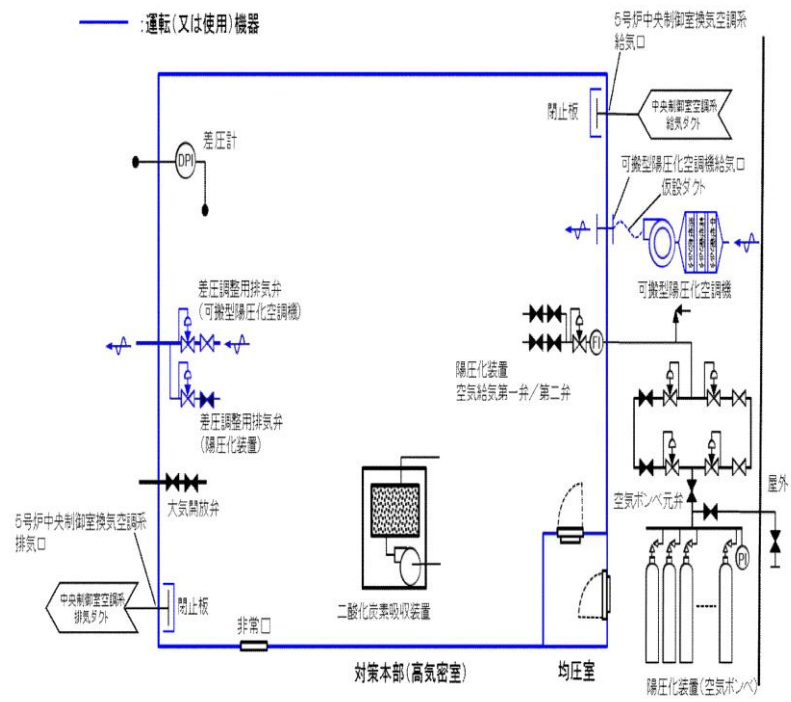 :運転(又は使用)機器
5号炉中央制御室換気空調系
給気口
閉止板
中央制御室空調系
給気ダクト
差圧計
DPI
可搬型陽圧化空調機給気口
仮設ダクト
可搬型陽圧化空調機
差圧調整用排気弁
(可搬型陽圧化空調機)
陽圧化装置
空気給気第一弁/第二弁
FI
差圧調整用排気弁
(陽圧化装置)
大気開放弁
空気ボンベ元弁
屋外
5号炉中央制御室換気空調系
排気口
PI
中央制御室空調系
排気ダクト
閉止板
二酸化炭素吸収装置
非常口
対策本部(高気密室)
均圧室
陽圧化装置(空気ボンベ)